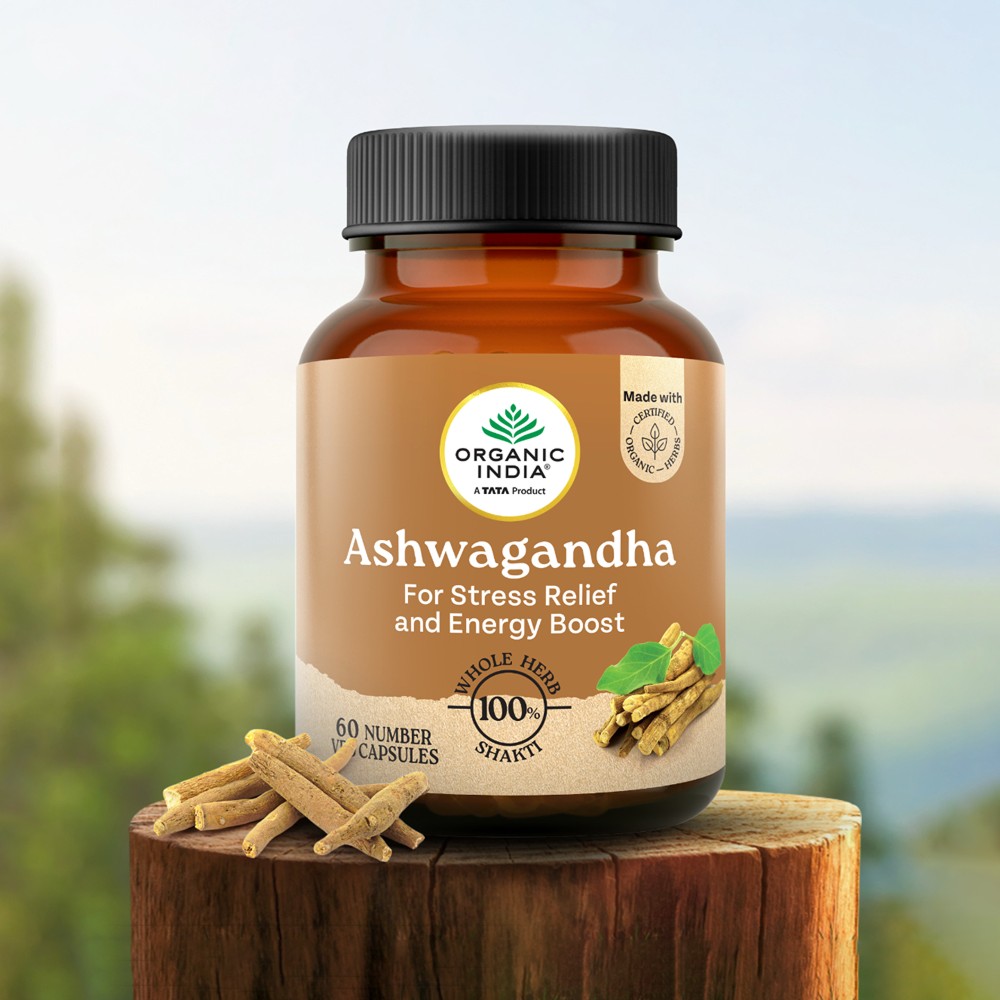 Made with
CERTIFIED
ORGANIC HERBS
ORGANIC
INDIA®
A TATA Product
Ashwagandha
For Stress Relief
and Energy Boost
WHOLE HERB
100%
SHAKTI
60 NUMBER
CAPSULES